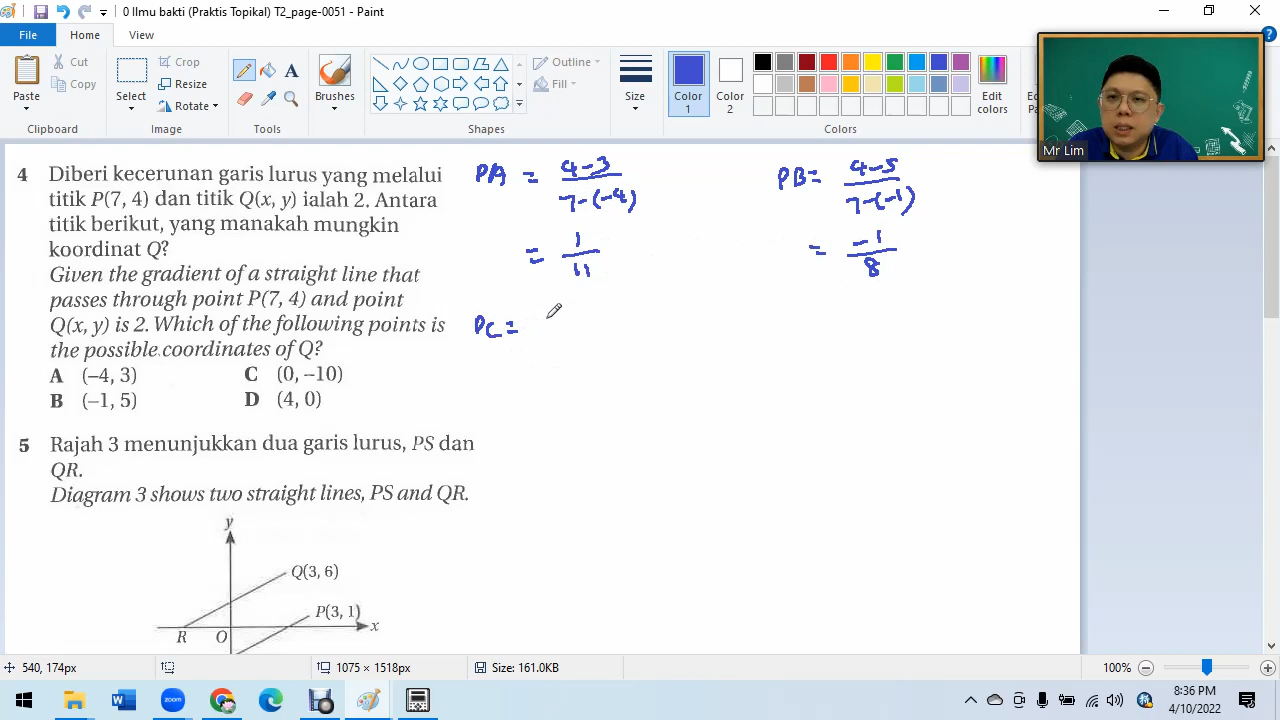 0 Ilmu bakti (Praktis Topikal) T2_page-0051 - Paint
File Home View
Paste Cut Copy Clipboard
Select Crop Resize Rotate Image
Tools
Brushes
Outline Fill Shapes
Size
Color 1 Color 2 Edit colors Colors
Mr Lim
4 Diberi kecerunan garis lurus yang melalui
titik P(7, 4) dan titik Q(x, y) ialah 2. Antara
titik berikut, yang manakah mungkin
koordinat Q?
Given the gradient of a straight line that
passes through point P(7, 4) and point
Q(x, y) is 2. Which of the following points is
the possible coordinates of Q?
A (–4, 3) C (0, –10)
B (–1, 5) D (4, 0)
PA = 4-3 / 7-(-4)
= 1/11
PB = 4-5 / 7-(-1)
= -1/8
PC =
5 Rajah 3 menunjukkan dua garis lurus, PS dan
QR.
Diagram 3 shows two straight lines, PS and QR.
y
Q(3, 6)
P(3, 1)
R O x
540, 174px 1075 × 1518px Size: 161.0KB 100%
zoom
8:36 PM
4/10/2022